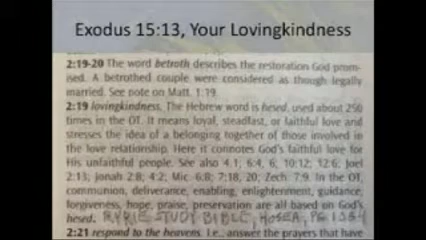 Exodus 15:13, Your Lovingkindness
2:19-20 The word betroth describes the restoration God prom-
ised. A betrothed couple were considered as though legally
married. See note on Matt. 1:19.
2:19 lovingkindness. The Hebrew word is hesed, used about 250
times in the OT. It means loyal, steadfast, or faithful love and
stresses the idea of a belonging together of those involved in
the love relationship. Here it connotes God's faithful love for
His unfaithful people. See also 4:1; 6:4, 6; 10:12; 12:6; Joel
2:13; Jonah 2:8; 4:2; Mic. 6:8; 7:18, 20; Zech. 7:9. In the OT,
communion, deliverance, enabling, enlightenment, guidance,
forgiveness, hope, praise, preservation are all based on God's
hesed. RYRIE STUDY BIBLE, HOSEA, PG 1334
2:21 respond to the heavens. I.e., answer the prayers that have